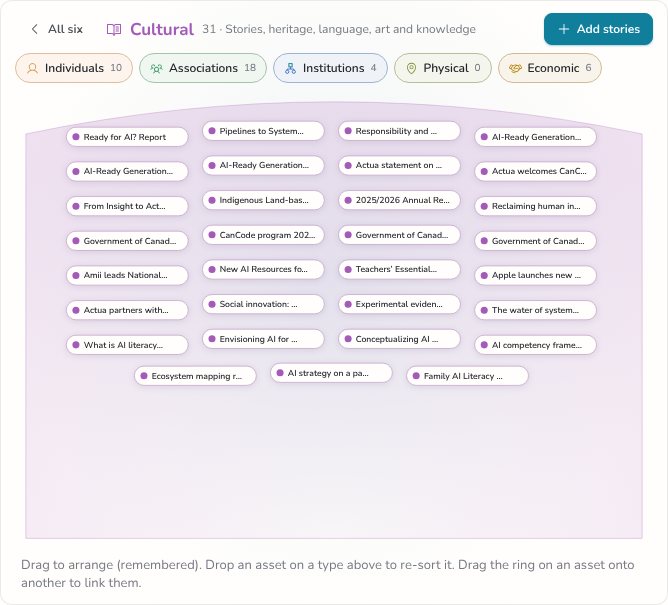 All six
Cultural
31 · Stories, heritage, language, art and knowledge
+ Add stories
Individuals 10
Associations 18
Institutions 4
Physical 0
Economic 6
Ready for AI? Report
Pipelines to System...
Responsibility and ...
AI-Ready Generation...
AI-Ready Generation...
AI-Ready Generation...
Actua statement on ...
Actua welcomes CanC...
From Insight to Act...
Indigenous Land-bas...
2025/2026 Annual Re...
Reclaiming human in...
Government of Canad...
CanCode program 202...
Government of Canad...
Government of Canad...
Amii leads National...
New AI Resources fo...
Teachers' Essential...
Apple launches new ...
Actua partners with...
Social innovation: ...
Experimental eviden...
The water of system...
What is AI literacy...
Envisioning AI for ...
Conceptualizing AI ...
AI competency frame...
Ecosystem mapping r...
AI strategy on a pa...
Family AI Literacy ...
Drag to arrange (remembered). Drop an asset on a type above to re-sort it. Drag the ring on an asset onto
another to link them.